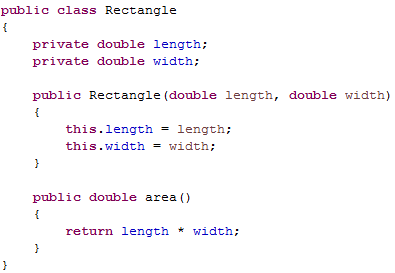 public class Rectangle
{
    private double length;
    private double width;

    public Rectangle(double length, double width)
    {
        this.length = length;
        this.width = width;
    }

    public double area()
    {
        return length * width;
    }
}